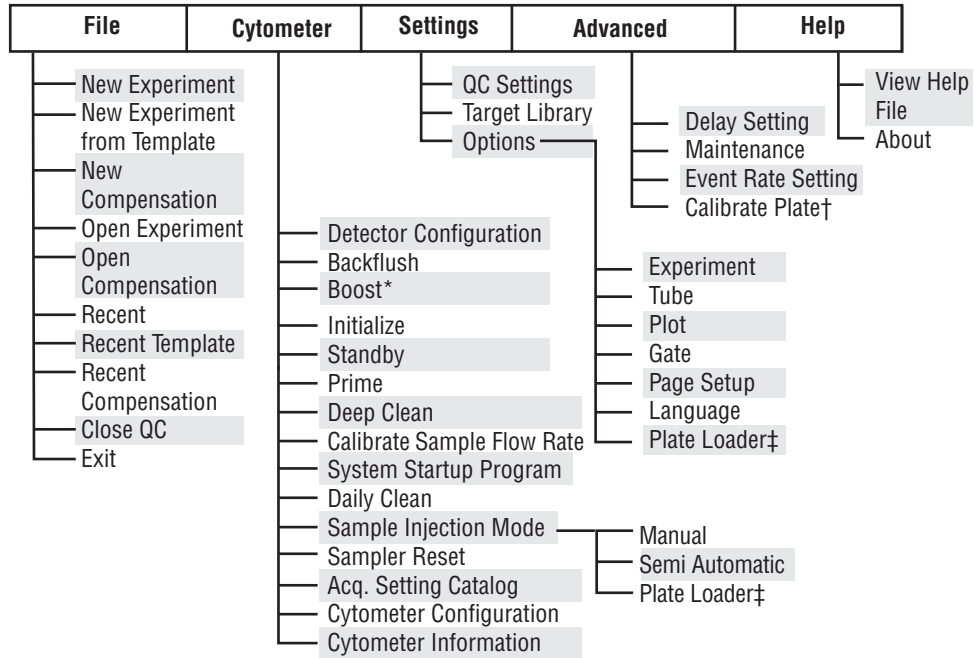 File
Cytometer
Settings
Advanced
Help
New Experiment
New Experiment
from Template
New
Compensation
Open Experiment
Open
Compensation
Recent
Recent Template
Recent
Compensation
Close QC
Exit
Detector Configuration
Backflush
Boost*
Initialize
Standby
Prime
Deep Clean
Calibrate Sample Flow Rate
System Startup Program
Daily Clean
Sample Injection Mode
Sampler Reset
Acq. Setting Catalog
Cytometer Configuration
Cytometer Information
Manual
Semi Automatic
Plate Loader‡
QC Settings
Target Library
Options
Experiment
Tube
Plot
Gate
Page Setup
Language
Plate Loader‡
Delay Setting
Maintenance
Event Rate Setting
Calibrate Plate†
View Help
File
About